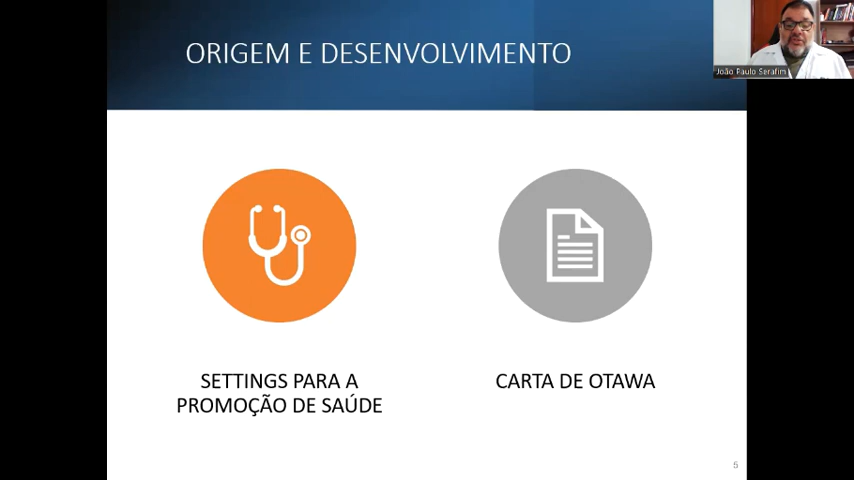 ORIGEM E DESENVOLVIMENTO
João Paulo Serafim
SETTINGS PARA A
PROMOÇÃO DE SAÚDE
CARTA DE OTAWA
5